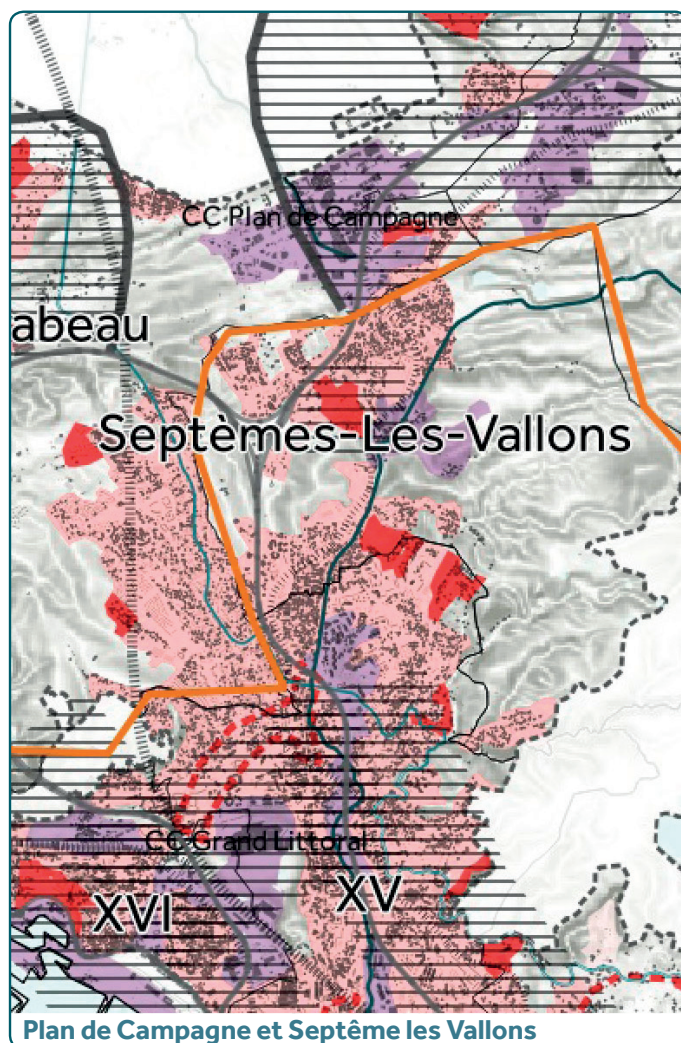 CC Plan de Campagne
abeau
Septèmes-Les-Vallons
CC Grand Littoral
XV
XVI
Plan de Campagne et Septême les Vallons